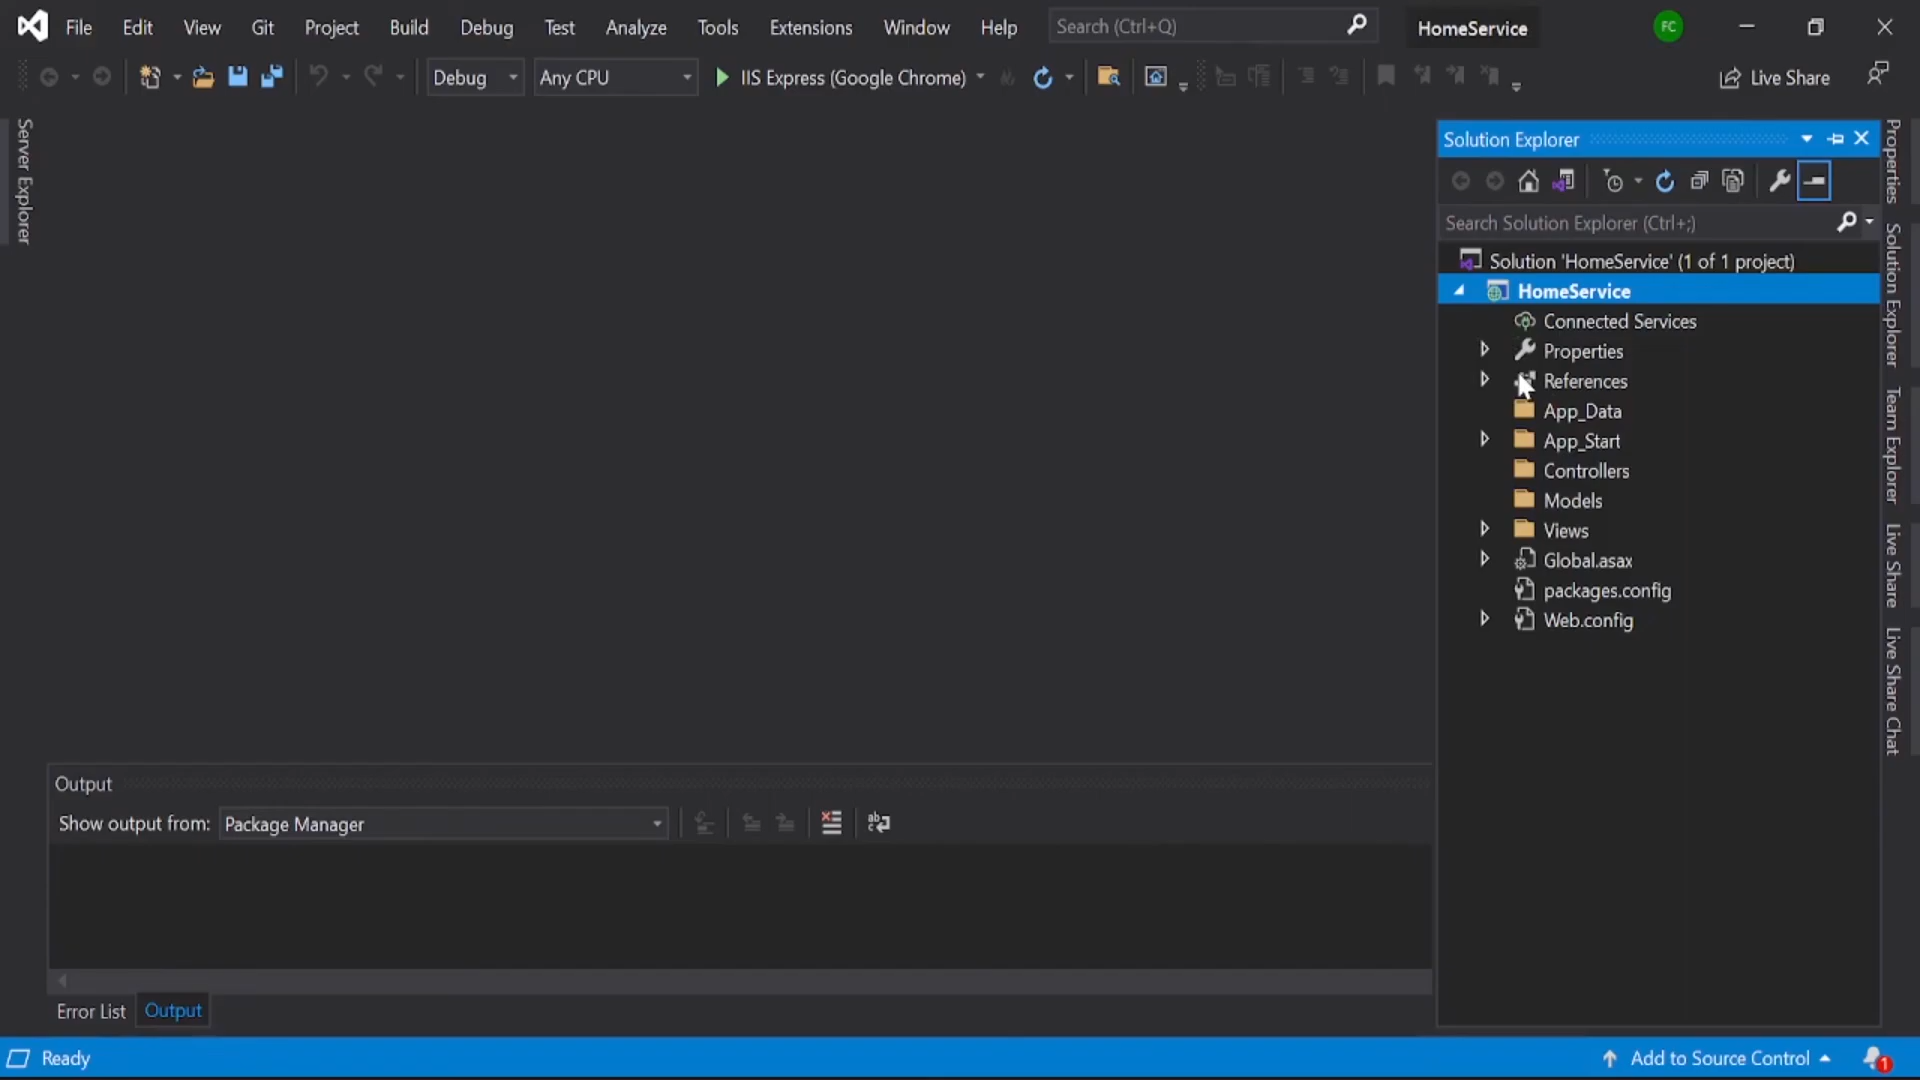 File Edit View Git Project Build Debug Test Analyze Tools Extensions Window Help Search (Ctrl+Q) HomeService FC
Debug Any CPU IIS Express (Google Chrome) Live Share
Server Explorer
Solution Explorer
Search Solution Explorer (Ctrl+;)
Solution 'HomeService' (1 of 1 project)
HomeService
Connected Services
Properties
References
App_Data
App_Start
Controllers
Models
Views
Global.asax
packages.config
Web.config
Properties
Solution Explorer
Team Explorer
Live Share
Live Share Chat
Output
Show output from: Package Manager
Error List Output
Ready Add to Source Control 1